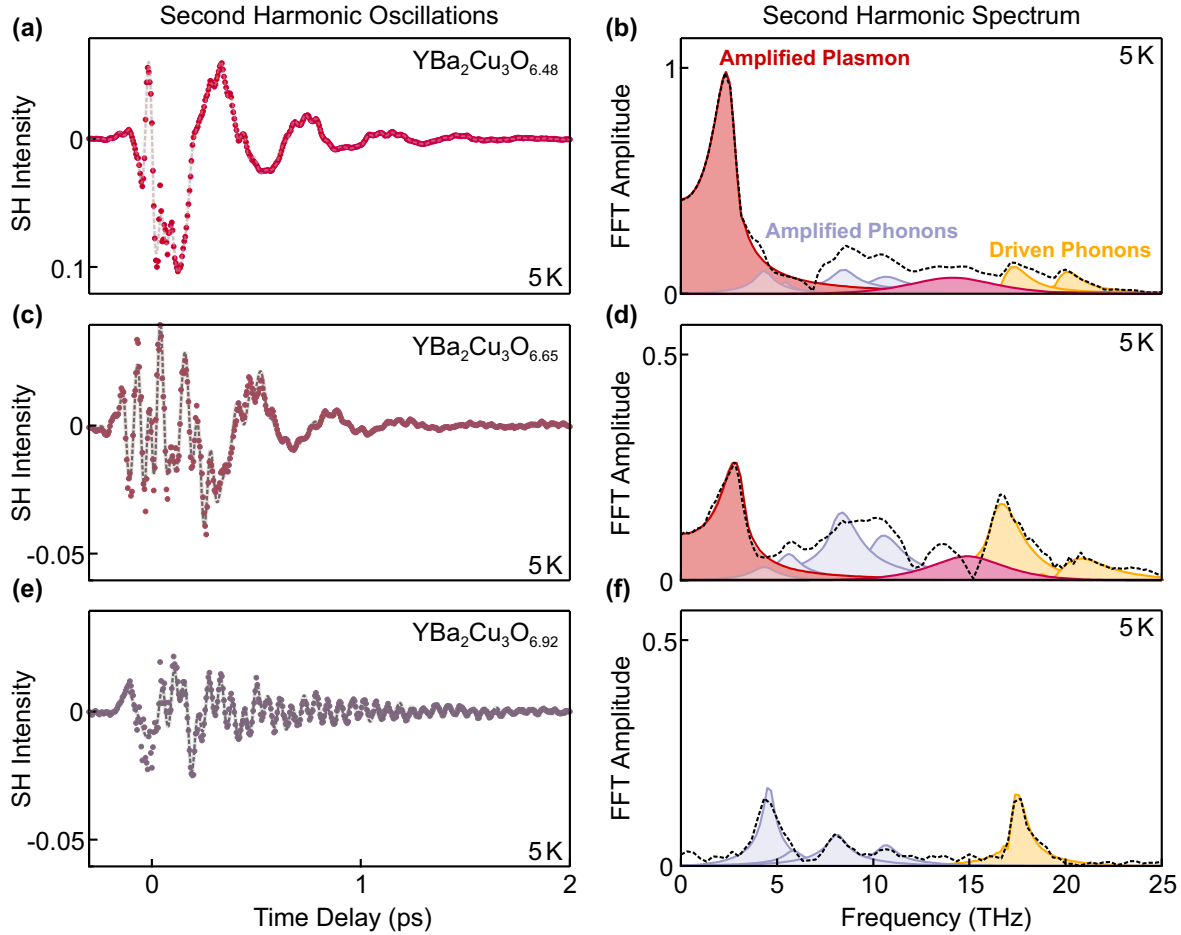 Second Harmonic Oscillations
Second Harmonic Spectrum
(a)
YBa₂Cu₃O₆.₄₈
SH Intensity
0
0.1
5 K
(b)
5 K
Amplified Plasmon
Amplified Phonons
Driven Phonons
FFT Amplitude
1
0
(c)
YBa₂Cu₃O₆.₆₅
SH Intensity
0
-0.05
5 K
(d)
5 K
FFT Amplitude
0.5
0
(e)
YBa₂Cu₃O₆.₉₂
SH Intensity
0
-0.05
5 K
0 1 2
Time Delay (ps)
(f)
5 K
FFT Amplitude
0.5
0
0 5 10 15 20 25
Frequency (THz)